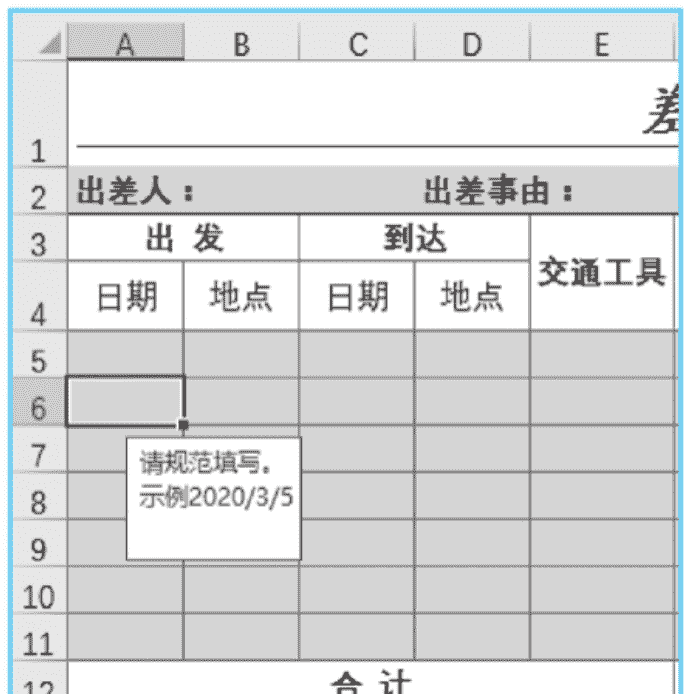 A B C D E
1 差
2 出差人： 出差事由：
3 出 发 到达
交通工具
4 日期 地点 日期 地点
5
6
7 请规范填写。
8 示例2020/3/5
9
10
11
12 合 计